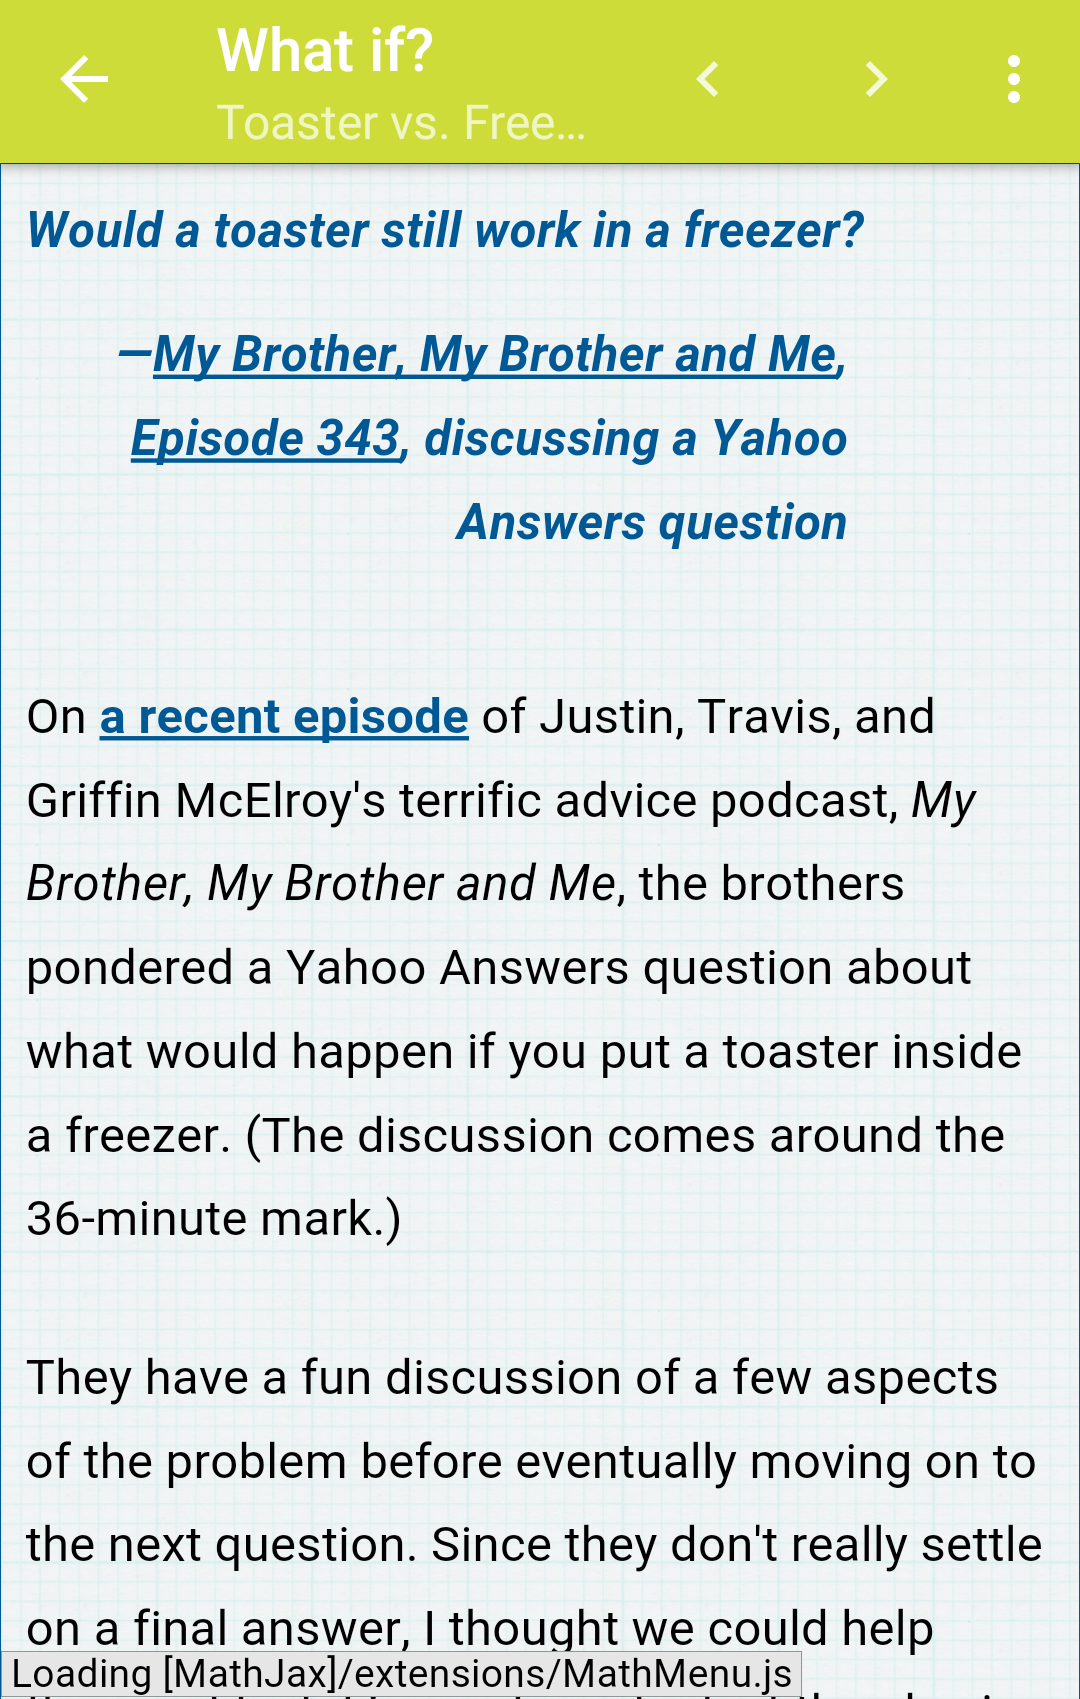 What if?
Toaster vs. Free...
Would a toaster still work in a freezer?
—My Brother, My Brother and Me,
Episode 343, discussing a Yahoo
Answers question
On a recent episode of Justin, Travis, and
Griffin McElroy's terrific advice podcast, My
Brother, My Brother and Me, the brothers
pondered a Yahoo Answers question about
what would happen if you put a toaster inside
a freezer. (The discussion comes around the
36-minute mark.)
They have a fun discussion of a few aspects
of the problem before eventually moving on to
the next question. Since they don't really settle
on a final answer, I thought we could help
Loading [MathJax]/extensions/MathMenu.js